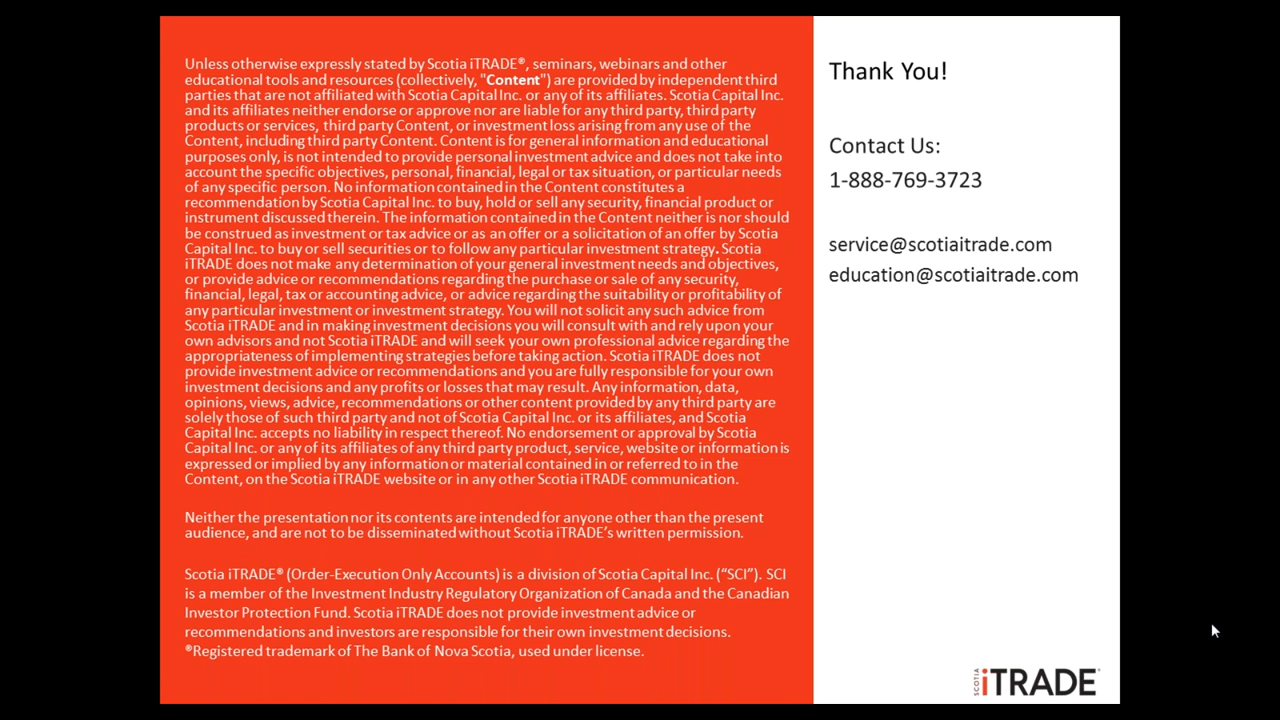 Unless otherwise expressly stated by Scotia iTRADE®, seminars, webinars and other
educational tools and resources (collectively, "Content") are provided by independent third
parties that are not affiliated with Scotia Capital Inc. or any of its affiliates. Scotia Capital Inc.
and its affiliates neither endorse or approve nor are liable for any third party, third party
products or services, third party Content, or investment loss arising from any use of the
Content, including third party Content. Content is for general information and educational
purposes only, is not intended to provide personal investment advice and does not take into
account the specific objectives, personal, financial, legal or tax situation, or particular needs
of any specific person. No information contained in the Content constitutes a
recommendation by Scotia Capital Inc. to buy, hold or sell any security, financial product or
instrument discussed therein. The information contained in the Content neither is nor should
be construed as investment or tax advice or as an offer or a solicitation of an offer by Scotia
Capital Inc. to buy or sell securities or to follow any particular investment strategy. Scotia
iTRADE does not make any determination of your general investment needs and objectives,
or provide advice or recommendations regarding the purchase or sale of any security,
financial, legal, tax or accounting advice, or advice regarding the suitability or profitability of
any particular investment or investment strategy. You will not solicit any such advice from
Scotia iTRADE and in making investment decisions you will consult with and rely upon your
own advisors and not Scotia iTRADE and will seek your own professional advice regarding the
appropriateness of implementing strategies before taking action. Scotia iTRADE does not
provide investment advice or recommendations and you are fully responsible for your own
investment decisions and any profits or losses that may result. Any information, data,
opinions, views, advice, recommendations or other content provided by any third party are
solely those of such third party and not of Scotia Capital Inc. or its affiliates, and Scotia
Capital Inc. accepts no liability in respect thereof. No endorsement or approval by Scotia
Capital Inc. or any of its affiliates of any third party product, service, website or information is
expressed or implied by any information or material contained in or referred to in the
Content, on the Scotia iTRADE website or in any other Scotia iTRADE communication.
Neither the presentation nor its contents are intended for anyone other than the present
audience, and are not to be disseminated without Scotia iTRADE’s written permission.
Scotia iTRADE® (Order-Execution Only Accounts) is a division of Scotia Capital Inc. (“SCI”). SCI
is a member of the Investment Industry Regulatory Organization of Canada and the Canadian
Investor Protection Fund. Scotia iTRADE does not provide investment advice or
recommendations and investors are responsible for their own investment decisions.
®Registered trademark of The Bank of Nova Scotia, used under license.
Thank You!
Contact Us:
1-888-769-3723
service@scotiaitrade.com
education@scotiaitrade.com
SCOTIA iTRADE®